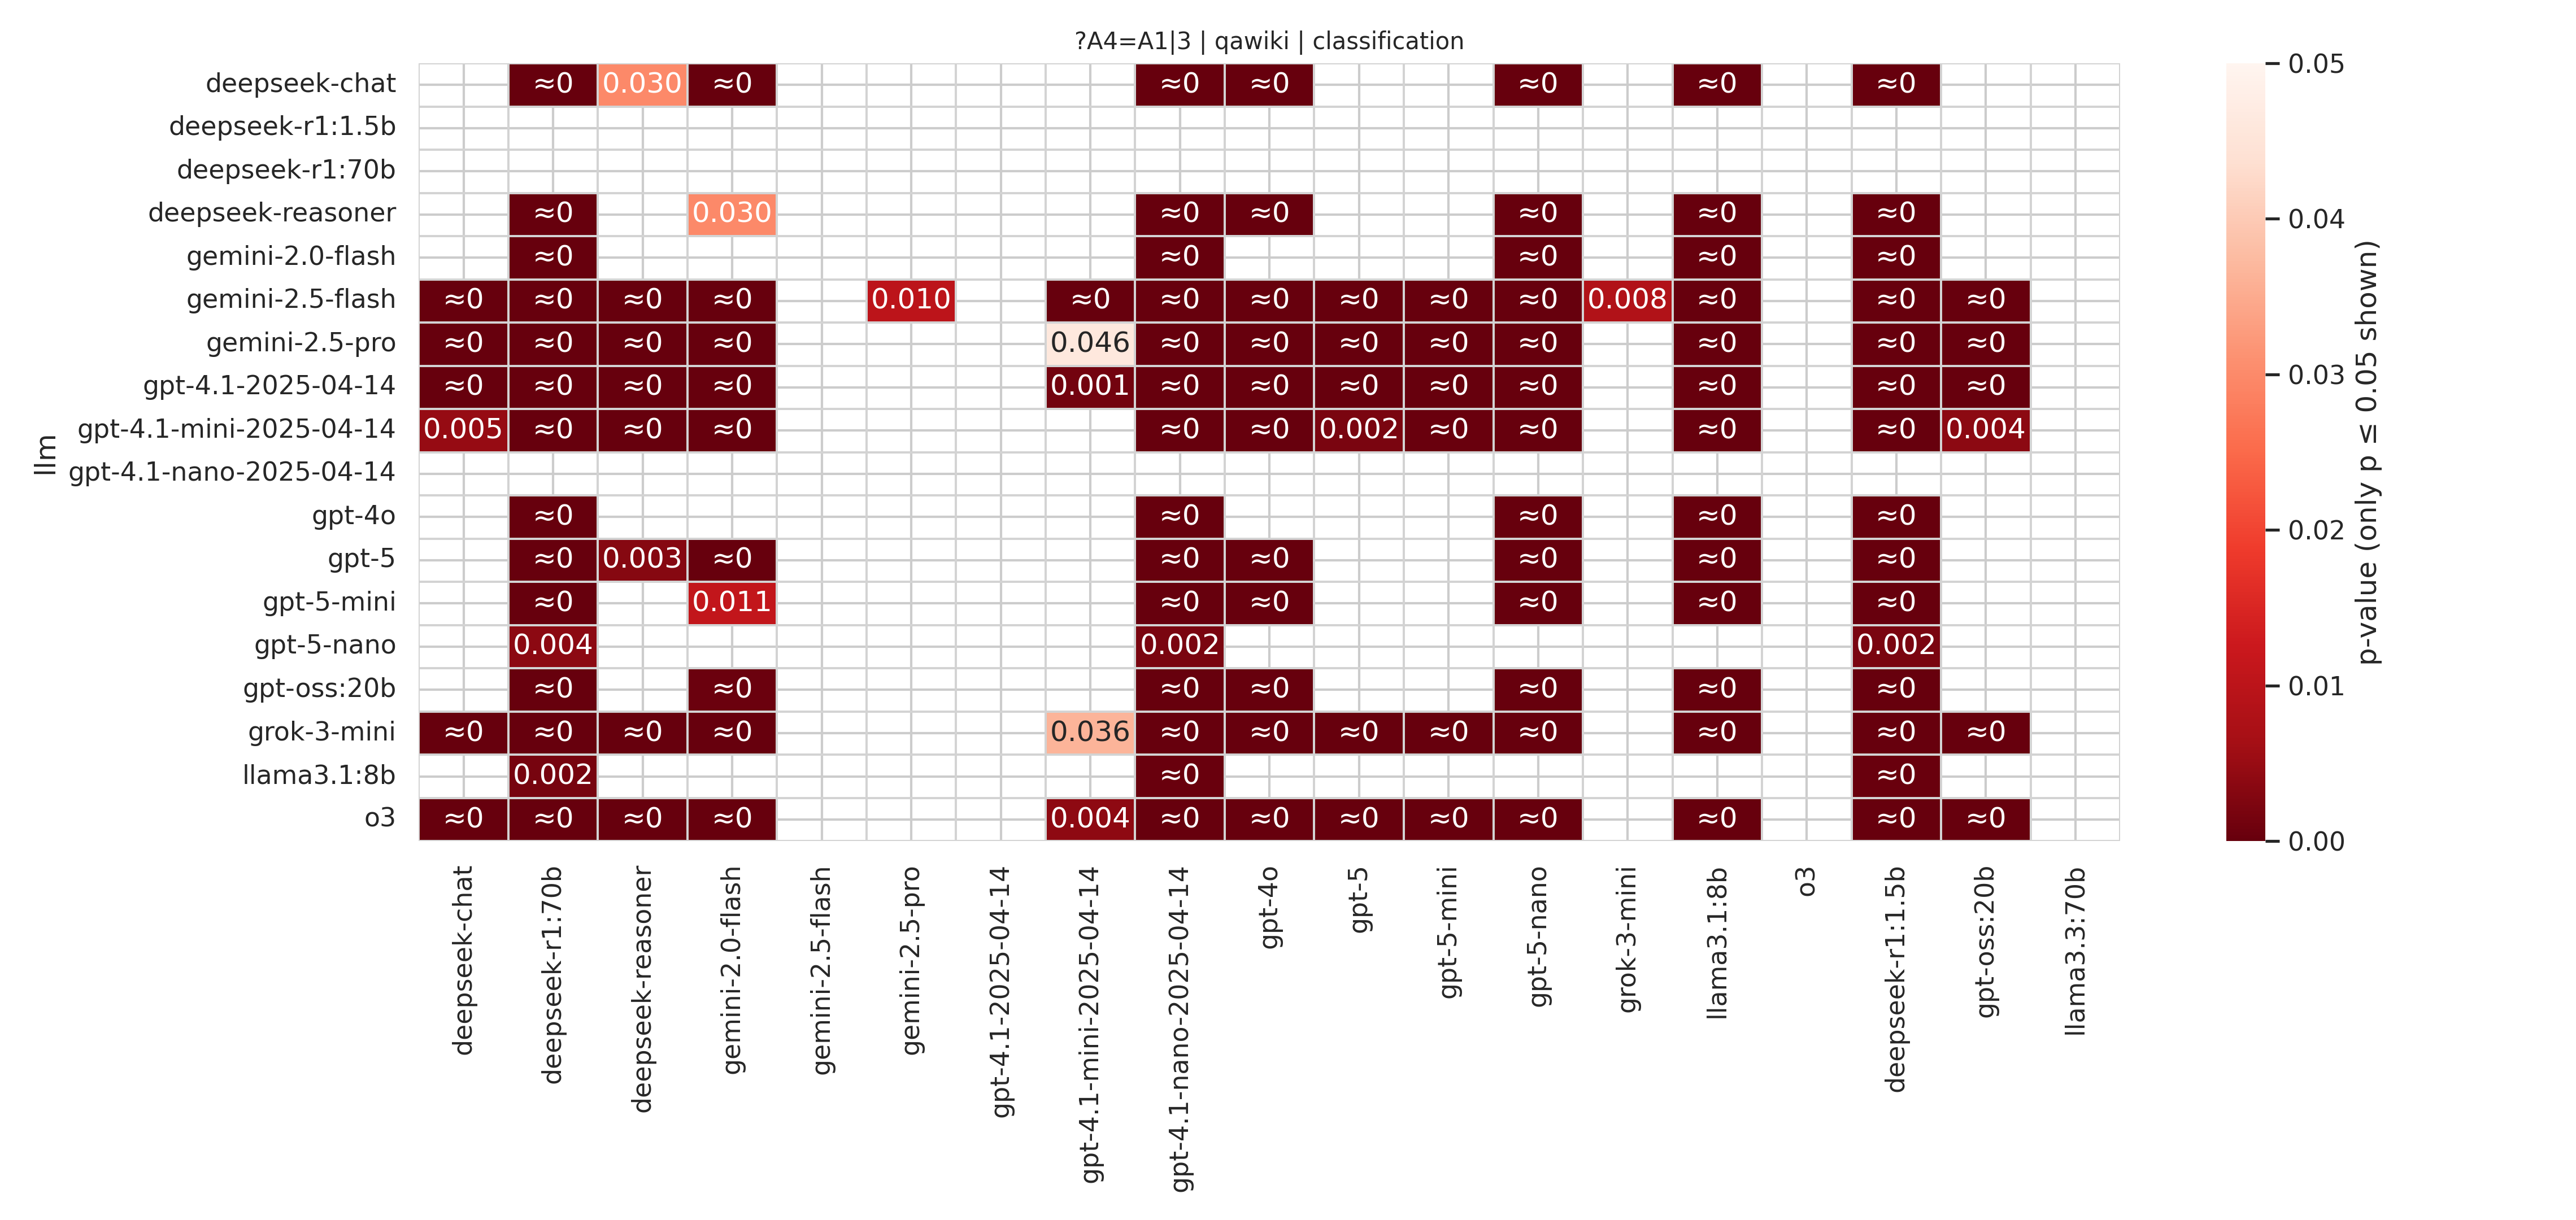 ?A4=A1|3 | qawiki | classification
deepseek-chat ≈0 0.030 ≈0 ≈0 ≈0 ≈0 ≈0 ≈0
deepseek-r1:1.5b
deepseek-r1:70b
deepseek-reasoner ≈0 0.030 ≈0 ≈0 ≈0 ≈0 ≈0
gemini-2.0-flash ≈0 ≈0 ≈0 ≈0 ≈0
gemini-2.5-flash ≈0 ≈0 ≈0 ≈0 0.010 ≈0 ≈0 ≈0 ≈0 ≈0 ≈0 0.008 ≈0 ≈0 ≈0
gemini-2.5-pro ≈0 ≈0 ≈0 ≈0 0.046 ≈0 ≈0 ≈0 ≈0 ≈0 ≈0 ≈0 ≈0
gpt-4.1-2025-04-14 ≈0 ≈0 ≈0 ≈0 0.001 ≈0 ≈0 ≈0 ≈0 ≈0 ≈0 ≈0 ≈0
gpt-4.1-mini-2025-04-14 0.005 ≈0 ≈0 ≈0 ≈0 ≈0 0.002 ≈0 ≈0 ≈0 ≈0 0.004
gpt-4.1-nano-2025-04-14
gpt-4o ≈0 ≈0 ≈0 ≈0 ≈0
gpt-5 ≈0 0.003 ≈0 ≈0 ≈0 ≈0 ≈0 ≈0
gpt-5-mini ≈0 0.011 ≈0 ≈0 ≈0 ≈0 ≈0
gpt-5-nano 0.004 0.002 0.002
gpt-oss:20b ≈0 ≈0 ≈0 ≈0 ≈0 ≈0 ≈0
grok-3-mini ≈0 ≈0 ≈0 ≈0 0.036 ≈0 ≈0 ≈0 ≈0 ≈0 ≈0 ≈0 ≈0
llama3.1:8b 0.002 ≈0 ≈0
o3 ≈0 ≈0 ≈0 ≈0 0.004 ≈0 ≈0 ≈0 ≈0 ≈0 ≈0 ≈0 ≈0
llm
deepseek-chat
deepseek-r1:70b
deepseek-reasoner
gemini-2.0-flash
gemini-2.5-flash
gemini-2.5-pro
gpt-4.1-2025-04-14
gpt-4.1-mini-2025-04-14
gpt-4.1-nano-2025-04-14
gpt-4o
gpt-5
gpt-5-mini
gpt-5-nano
grok-3-mini
llama3.1:8b
o3
deepseek-r1:1.5b
gpt-oss:20b
llama3.3:70b
0.05
0.04
0.03
0.02
0.01
0.00
p-value (only p ≤ 0.05 shown)